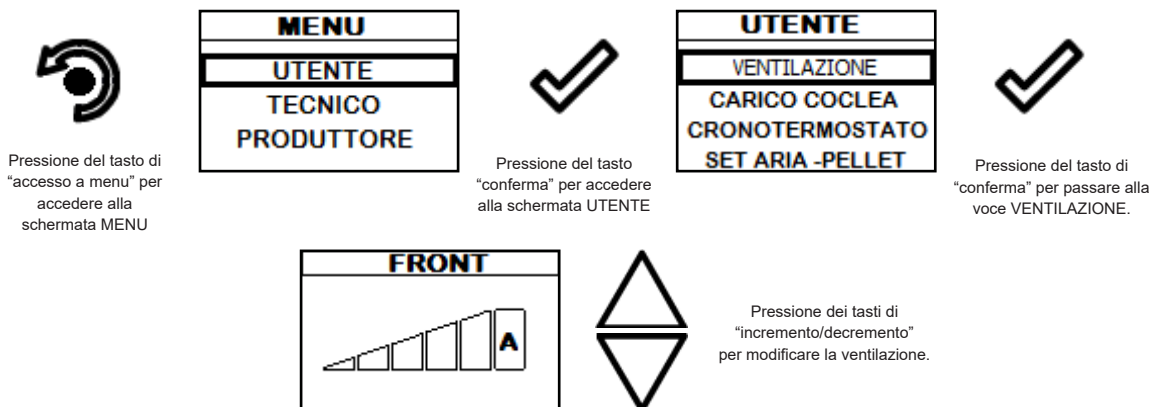 MENU
UTENTE
TECNICO
PRODUTTORE
UTENTE
VENTILAZIONE
CARICO COCLEA
CRONOTERMOSTATO
SET ARIA -PELLET
Pressione del tasto di
“accesso a menu” per
accedere alla
schermata MENU
Pressione del tasto
“conferma” per accedere
alla schermata UTENTE
Pressione del tasto di
“conferma” per passare alla
voce VENTILAZIONE.
FRONT
A
Pressione dei tasti di
“incremento/decremento”
per modificare la ventilazione.